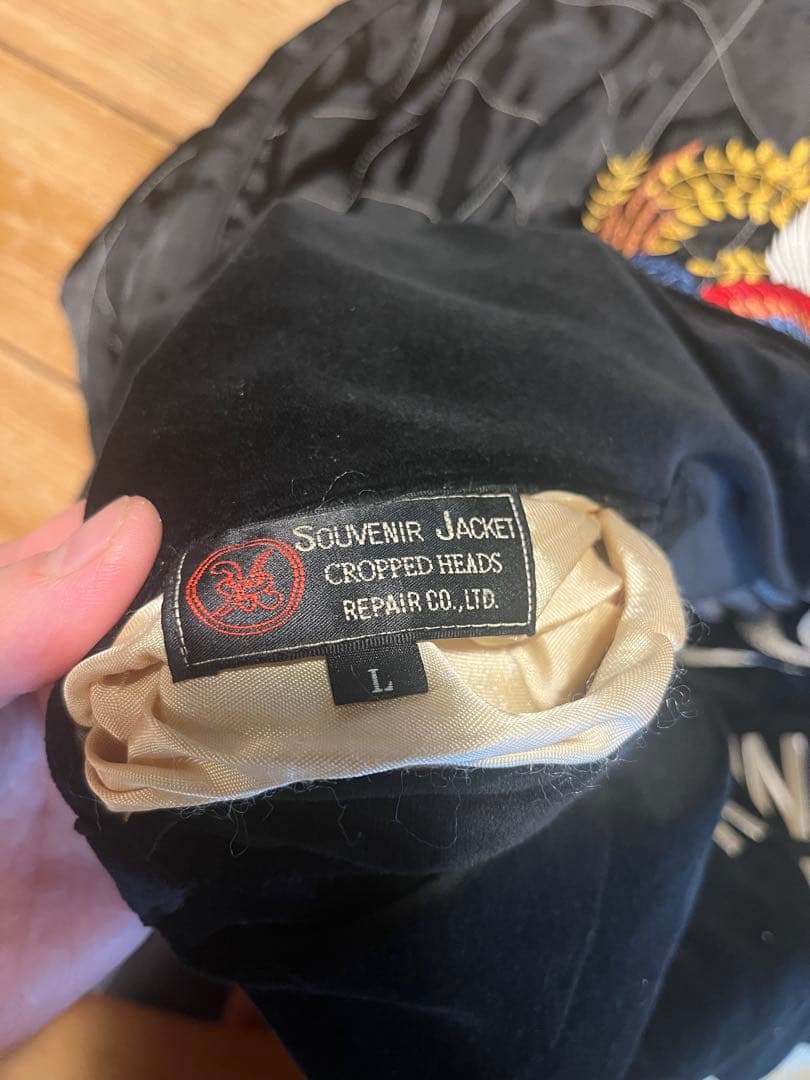 SOUVENIR JACKET
CROPPED HEADS
REPAIR CO.,LTD.
L